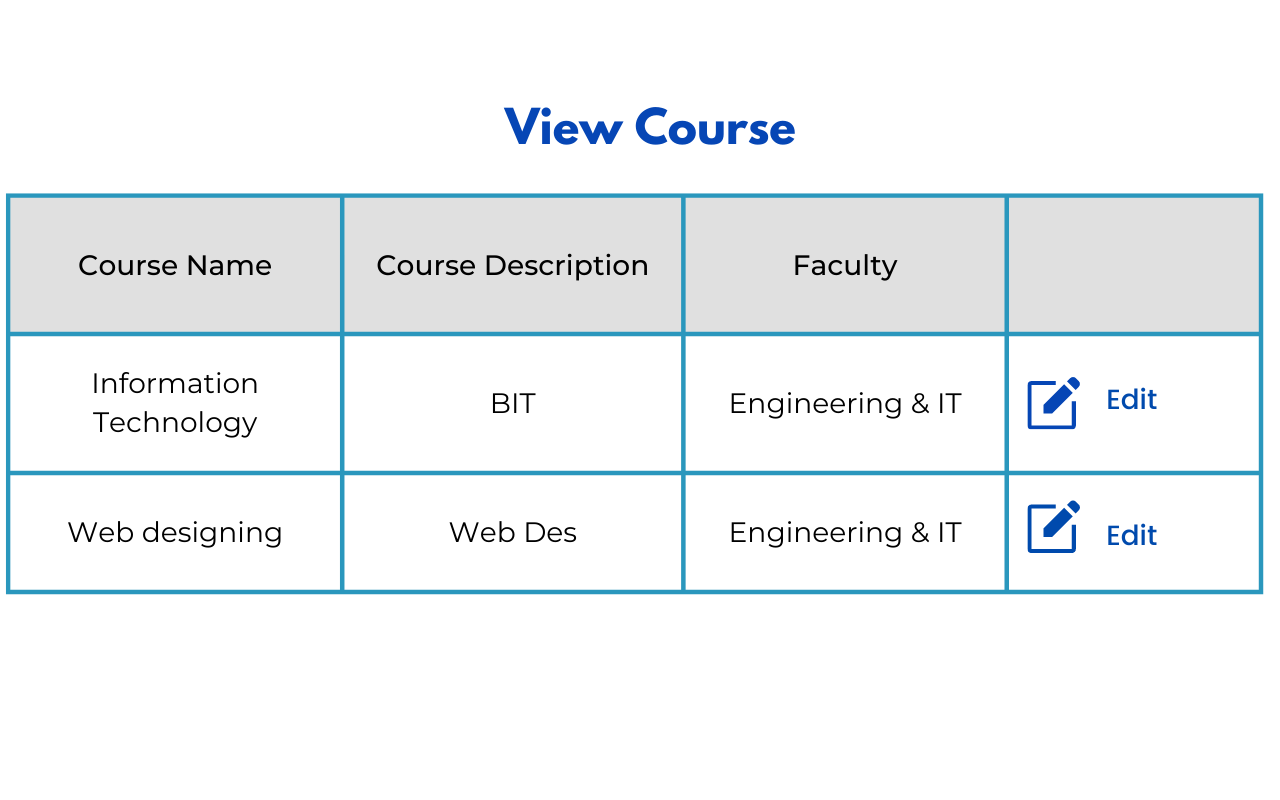 View Course
Course Name
Course Description
Faculty
Information
Technology
BIT
Engineering & IT
Edit
Web designing
Web Des
Engineering & IT
Edit